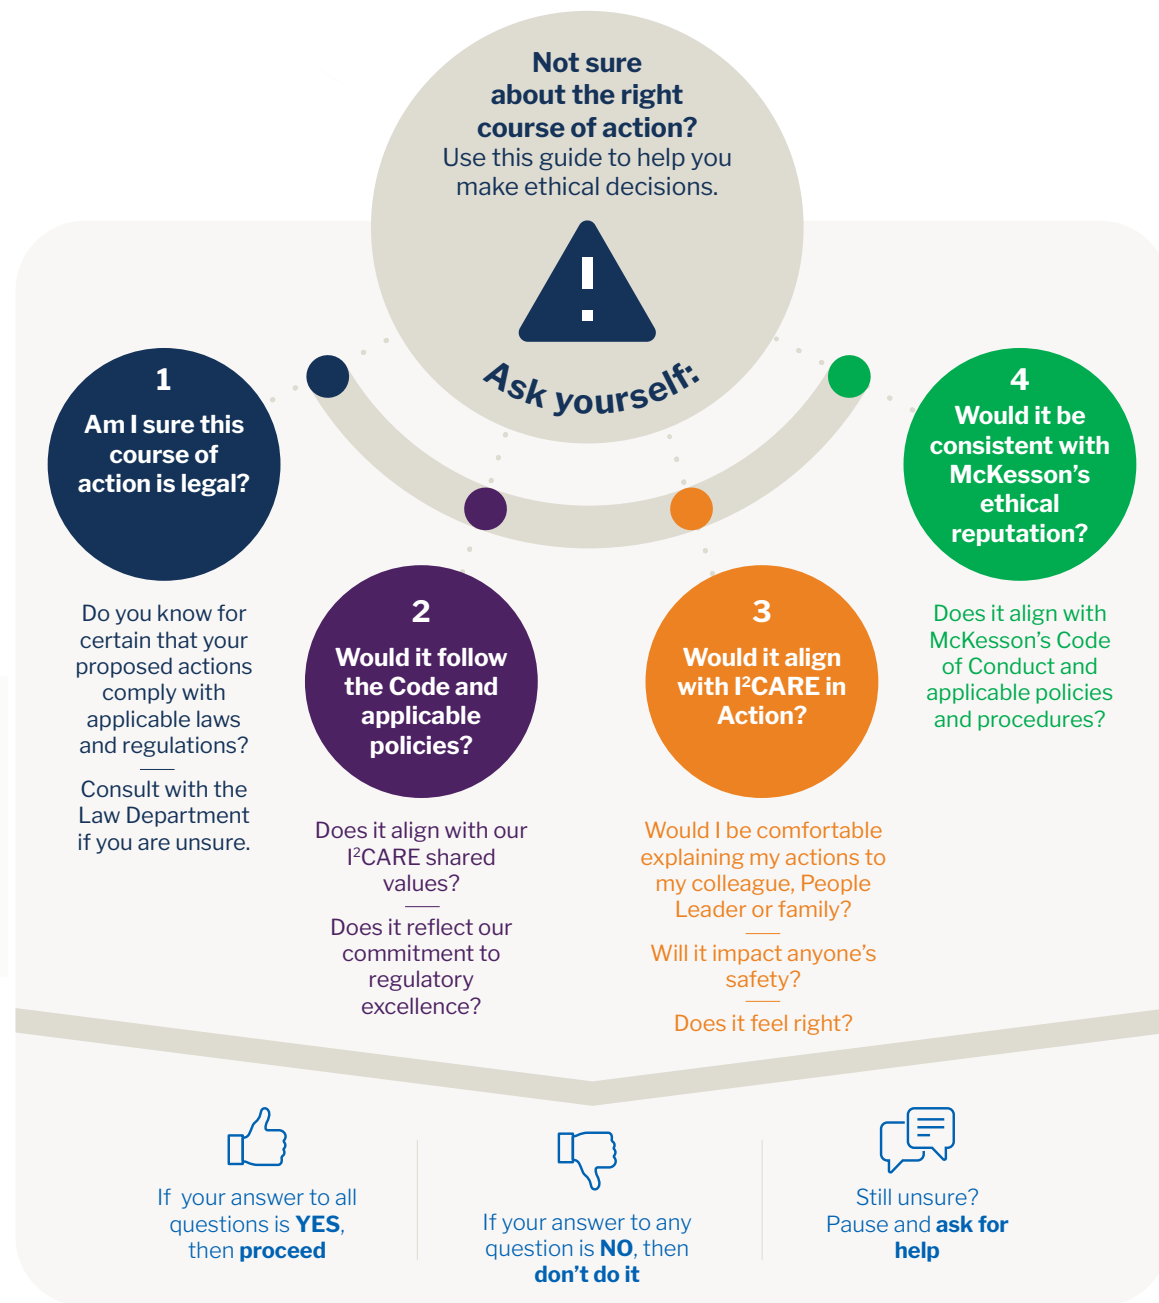 Not sure
about the right
course of action?
Use this guide to help you
make ethical decisions.
Ask yourself:
1
Am I sure this
course of
action is legal?
Do you know for
certain that your
proposed actions
comply with
applicable laws
and regulations?
Consult with the
Law Department
if you are unsure.
2
Would it follow
the Code and
applicable
policies?
Does it align with our
I²CARE shared
values?
Does it reflect our
commitment to
regulatory
excellence?
3
Would it align
with I²CARE in
Action?
Would I be comfortable
explaining my actions to
my colleague, People
Leader or family?
Will it impact anyone's
safety?
Does it feel right?
4
Would it be
consistent with
McKesson's
ethical
reputation?
Does it align with
McKesson's Code
of Conduct and
applicable policies
and procedures?
If your answer to all
questions is YES,
then proceed
If your answer to any
question is NO, then
don't do it
Still unsure?
Pause and ask for
help